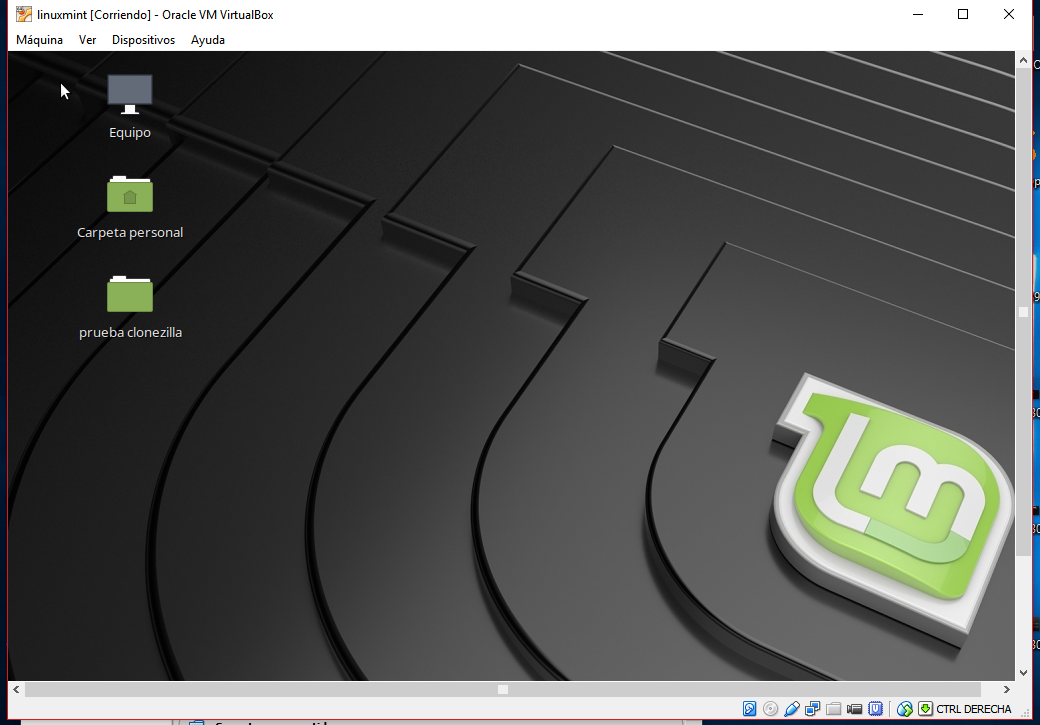 linuxmint [Corriendo] - Oracle VM VirtualBox
Máquina Ver Dispositivos Ayuda
Equipo
Carpeta personal
prueba clonezilla
CTRL DERECHA